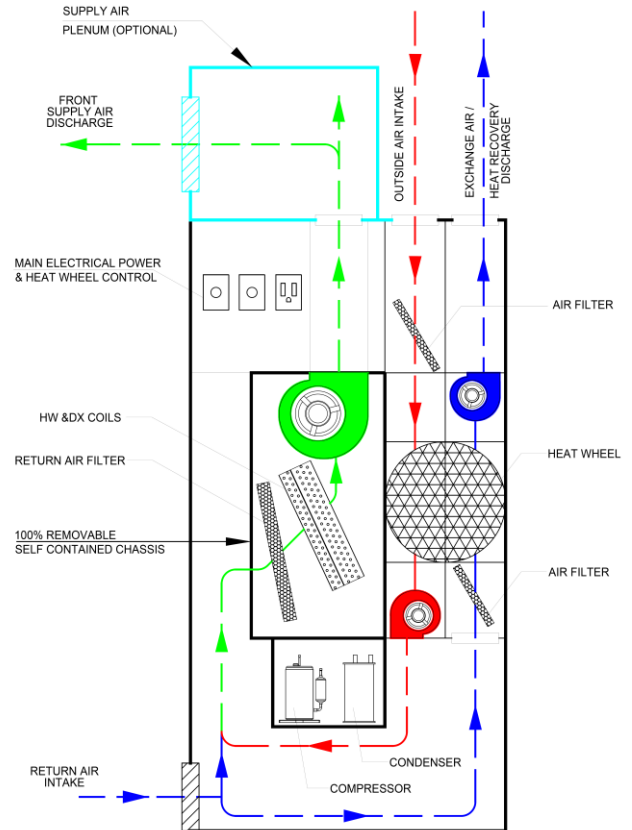 SUPPLY AIR
PLENUM (OPTIONAL)
FRONT
SUPPLY AIR
DISCHARGE
OUTSIDE AIR INTAKE
EXCHANGE AIR /
HEAT RECOVERY
DISCHARGE
MAIN ELECTRICAL POWER
& HEAT WHEEL CONTROL
AIR FILTER
HW &DX COILS
RETURN AIR FILTER
HEAT WHEEL
100% REMOVABLE
SELF CONTAINED CHASSIS
AIR FILTER
CONDENSER
COMPRESSOR
RETURN AIR
INTAKE